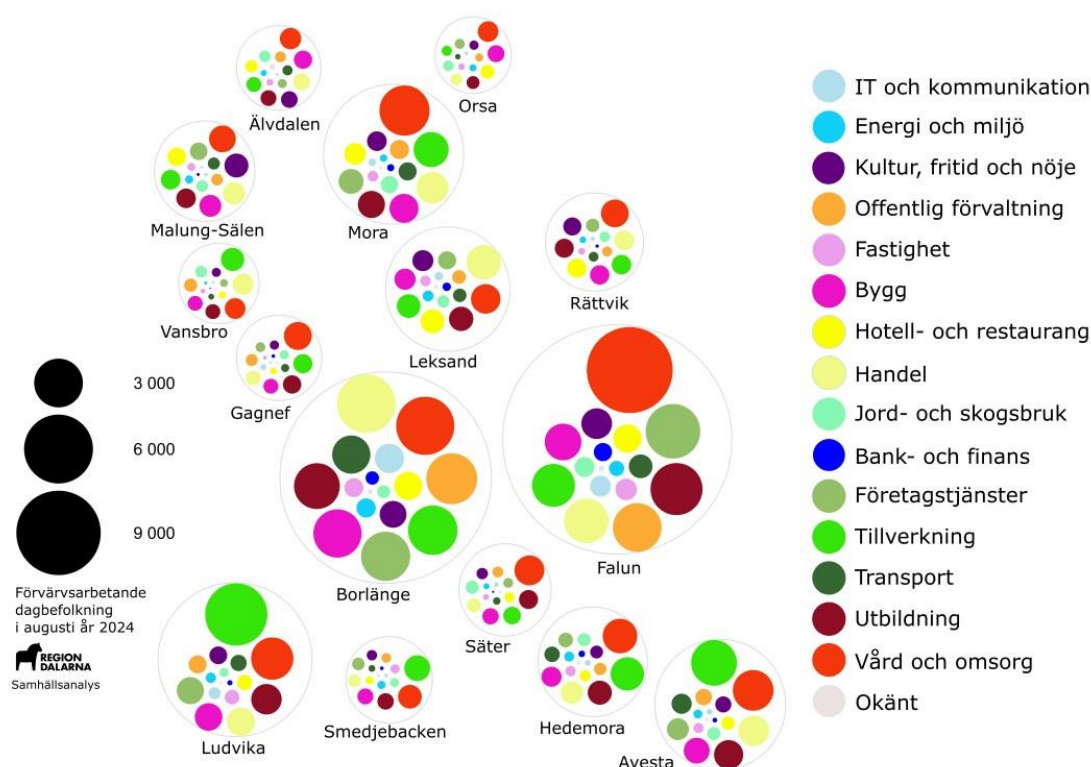 Älvdalen
Orsa
Malung-Sälen
Mora
Rättvik
Vansbro
Leksand
Gagnef
3 000
6 000
9 000
Borlänge
Falun
Säter
Ludvika
Smedjebacken
Hedemora
Avesta
Förvärvsarbetande
dagbefolkning
i augusti år 2024
REGION
DALARNA
Samhällsanalys
IT och kommunikation
Energi och miljö
Kultur, fritid och nöje
Offentlig förvaltning
Fastighet
Bygg
Hotell- och restaurang
Handel
Jord- och skogsbruk
Bank- och finans
Företagstjänster
Tillverkning
Transport
Utbildning
Vård och omsorg
Okänt